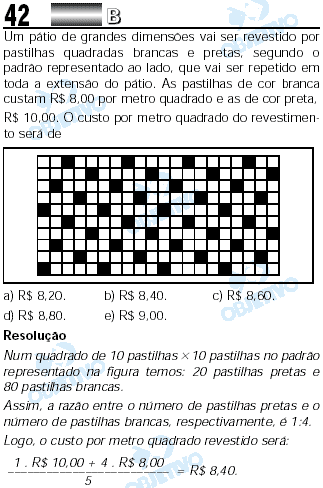 42 B
Um pátio de grandes dimensões vai ser revestido por
pastilhas quadradas brancas e pretas, segundo o
padrão representado ao lado, que vai ser repetido em
toda a extensão do pátio. As pastilhas de cor branca
custam R$ 8,00 por metro quadrado e as de cor preta,
R$ 10,00. O custo por metro quadrado do revestimen-
to será de
a) R$ 8,20. b) R$ 8,40. c) R$ 8,60.
d) R$ 8,80. e) R$ 9,00.
Resolução
Num quadrado de 10 pastilhas × 10 pastilhas no padrão
representado na figura temos: 20 pastilhas pretas e
80 pastilhas brancas.
Assim, a razão entre o número de pastilhas pretas e o
número de pastilhas brancas, respectivamente, é 1:4.
Logo, o custo por metro quadrado revestido será:
1 . R$ 10,00 + 4 . R$ 8,00
5
= R$ 8,40.
OBJETIVO